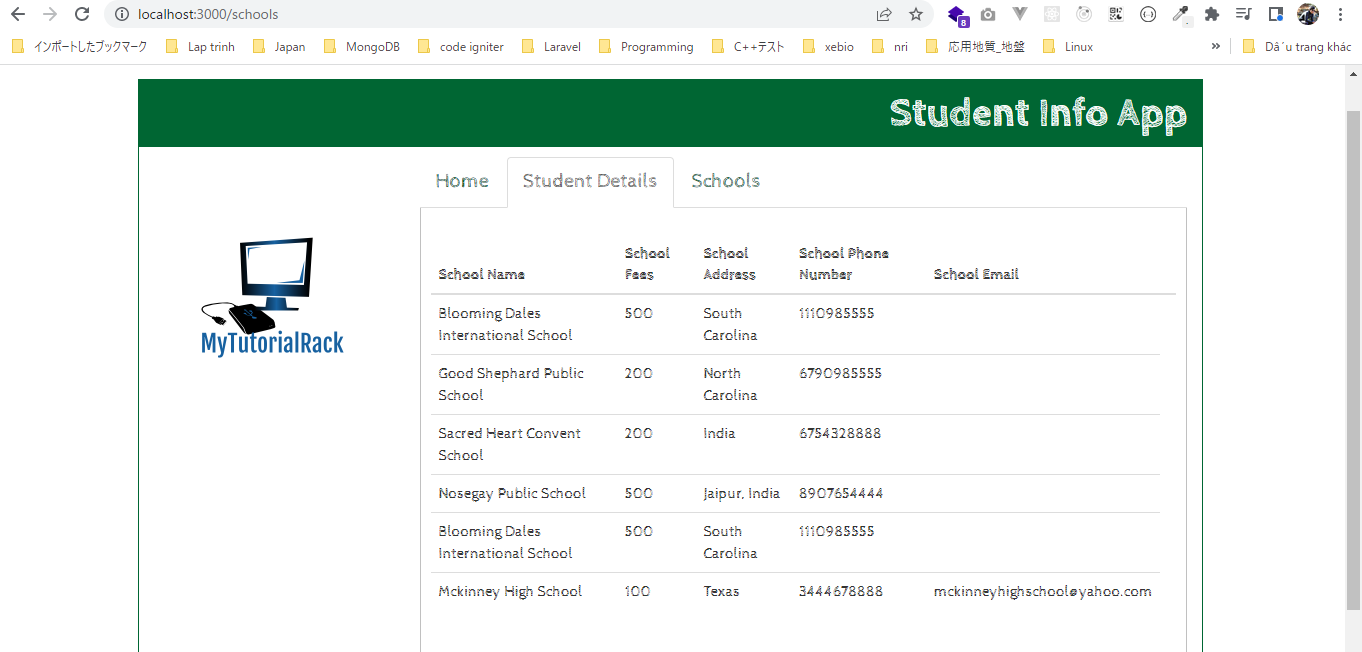 localhost:3000/schools
8
インポートしたブックマーク Lap trinh Japan MongoDB code igniter Laravel Programming C++テスト xebio nri 応用地質_地盤 Linux » Dấu trang khác
Student Info App
Home Student Details Schools
MyTutorialRack
School Name School Fees School Address School Phone Number School Email
Blooming Dales International School 500 South Carolina 1110985555
Good Shephard Public School 200 North Carolina 6790985555
Sacred Heart Convent School 200 India 6754328888
Nosegay Public School 500 Jaipur, India 8907654444
Blooming Dales International School 500 South Carolina 1110985555
Mckinney High School 100 Texas 3444678888 mckinneyhighschool@yahoo.com